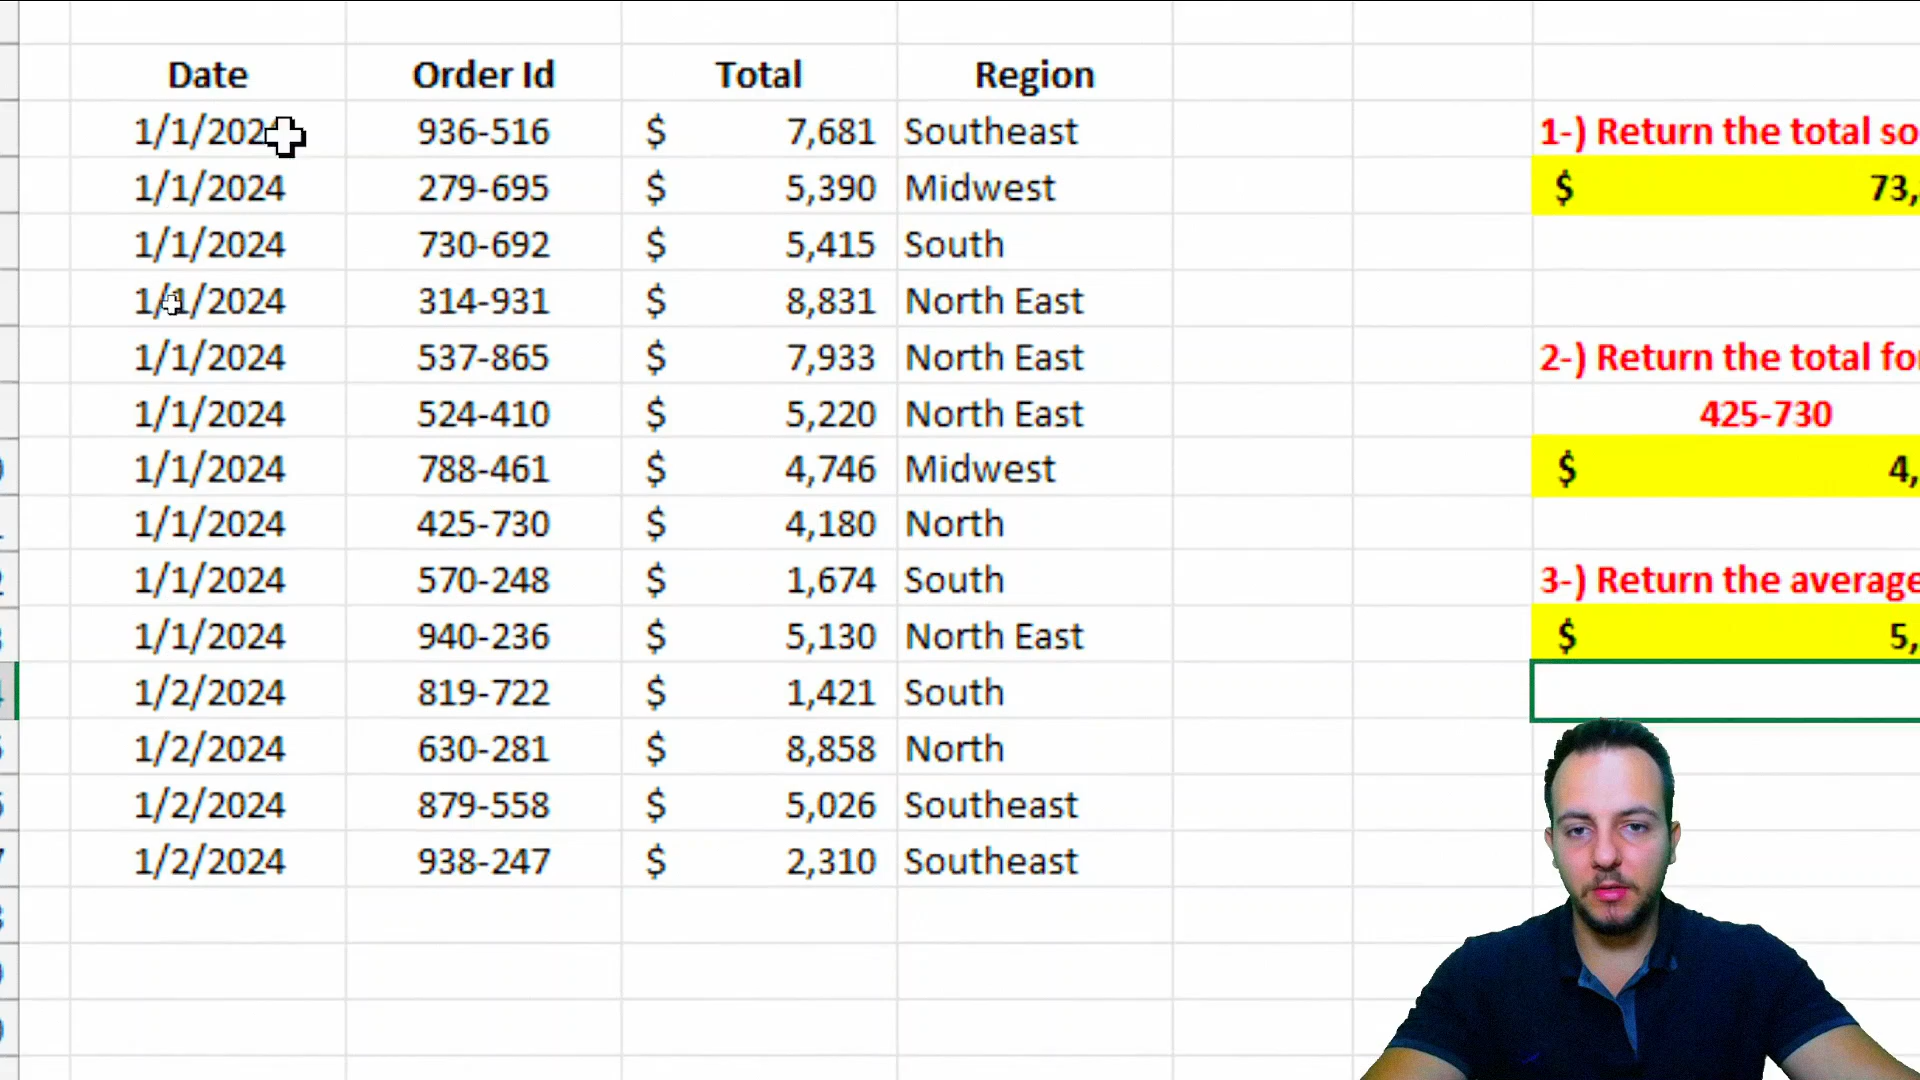 Date Order Id Total Region
1/1/202 936-516 $ 7,681 Southeast 1-) Return the total so
1/1/2024 279-695 $ 5,390 Midwest $ 73,
1/1/2024 730-692 $ 5,415 South
1/1/2024 314-931 $ 8,831 North East
1/1/2024 537-865 $ 7,933 North East 2-) Return the total fo
1/1/2024 524-410 $ 5,220 North East 425-730
1/1/2024 788-461 $ 4,746 Midwest $ 4,
1/1/2024 425-730 $ 4,180 North
1/1/2024 570-248 $ 1,674 South 3-) Return the average
1/1/2024 940-236 $ 5,130 North East $ 5,
1/2/2024 819-722 $ 1,421 South
1/2/2024 630-281 $ 8,858 North
1/2/2024 879-558 $ 5,026 Southeast
1/2/2024 938-247 $ 2,310 Southeast